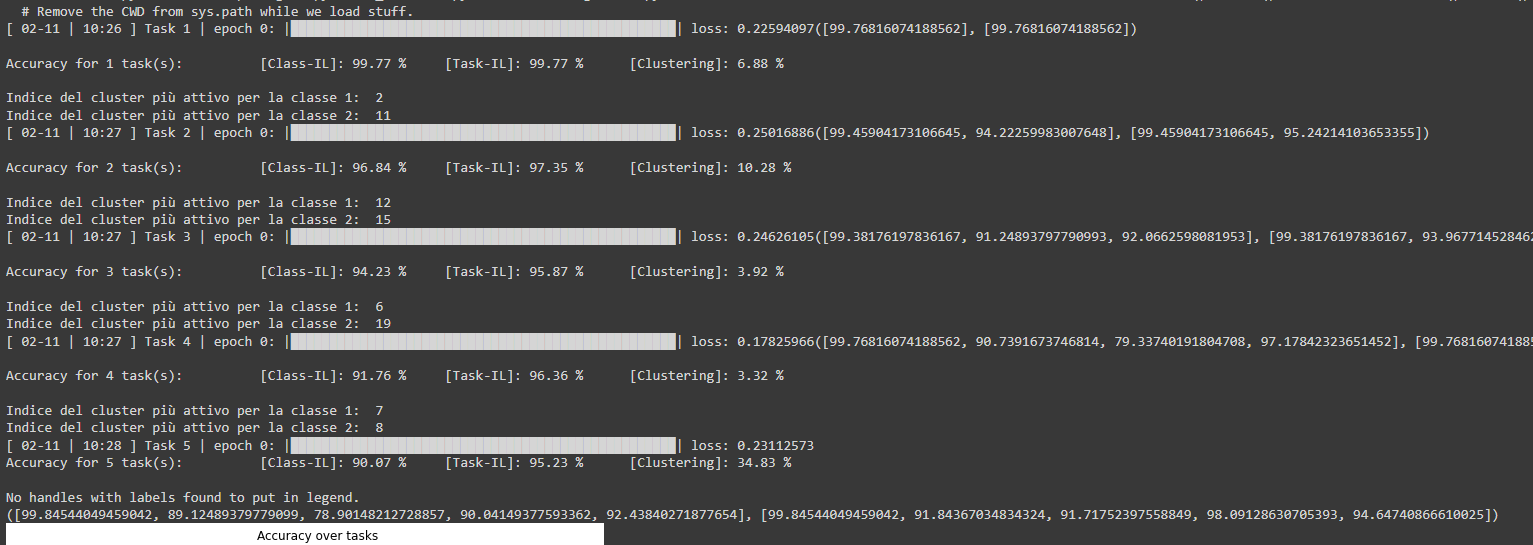 # Remove the CWD from sys.path while we load stuff.
[ 02-11 | 10:26 ] Task 1 | epoch 0: |████████████████████████████████████████████████| loss: 0.22594097([99.76816074188562], [99.76816074188562])
Accuracy for 1 task(s): [Class-IL]: 99.77 % [Task-IL]: 99.77 % [Clustering]: 6.88 %
Indice del cluster più attivo per la classe 1: 2
Indice del cluster più attivo per la classe 2: 11
[ 02-11 | 10:27 ] Task 2 | epoch 0: |████████████████████████████████████████████████| loss: 0.25016886([99.45904173106645, 94.22259983007648], [99.45904173106645, 95.24214103653355])
Accuracy for 2 task(s): [Class-IL]: 96.84 % [Task-IL]: 97.35 % [Clustering]: 10.28 %
Indice del cluster più attivo per la classe 1: 12
Indice del cluster più attivo per la classe 2: 15
[ 02-11 | 10:27 ] Task 3 | epoch 0: |████████████████████████████████████████████████| loss: 0.24626105([99.38176197836167, 91.24893797790993, 92.0662598081953], [99.38176197836167, 93.967714528462
Accuracy for 3 task(s): [Class-IL]: 94.23 % [Task-IL]: 95.87 % [Clustering]: 3.92 %
Indice del cluster più attivo per la classe 1: 6
Indice del cluster più attivo per la classe 2: 19
[ 02-11 | 10:27 ] Task 4 | epoch 0: |████████████████████████████████████████████████| loss: 0.17825966([99.76816074188562, 90.7391673746814, 79.33740191804708, 97.17842323651452], [99.768160741885
Accuracy for 4 task(s): [Class-IL]: 91.76 % [Task-IL]: 96.36 % [Clustering]: 3.32 %
Indice del cluster più attivo per la classe 1: 7
Indice del cluster più attivo per la classe 2: 8
[ 02-11 | 10:28 ] Task 5 | epoch 0: |████████████████████████████████████████████████| loss: 0.23112573
Accuracy for 5 task(s): [Class-IL]: 90.07 % [Task-IL]: 95.23 % [Clustering]: 34.83 %
No handles with labels found to put in legend.
([99.84544049459042, 89.12489379779099, 78.90148212728857, 90.04149377593362, 92.43840271877654], [99.84544049459042, 91.84367034834324, 91.71752397558849, 98.09128630705393, 94.64740866610025])
Accuracy over tasks